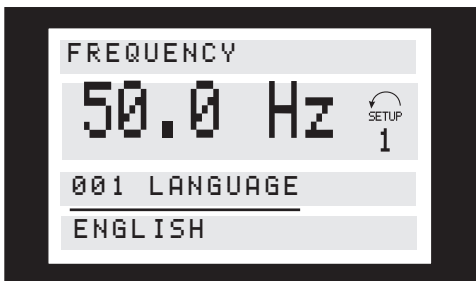 FREQUENCY
50.0 Hz
SETUP
1
001 LANGUAGE
ENGLISH